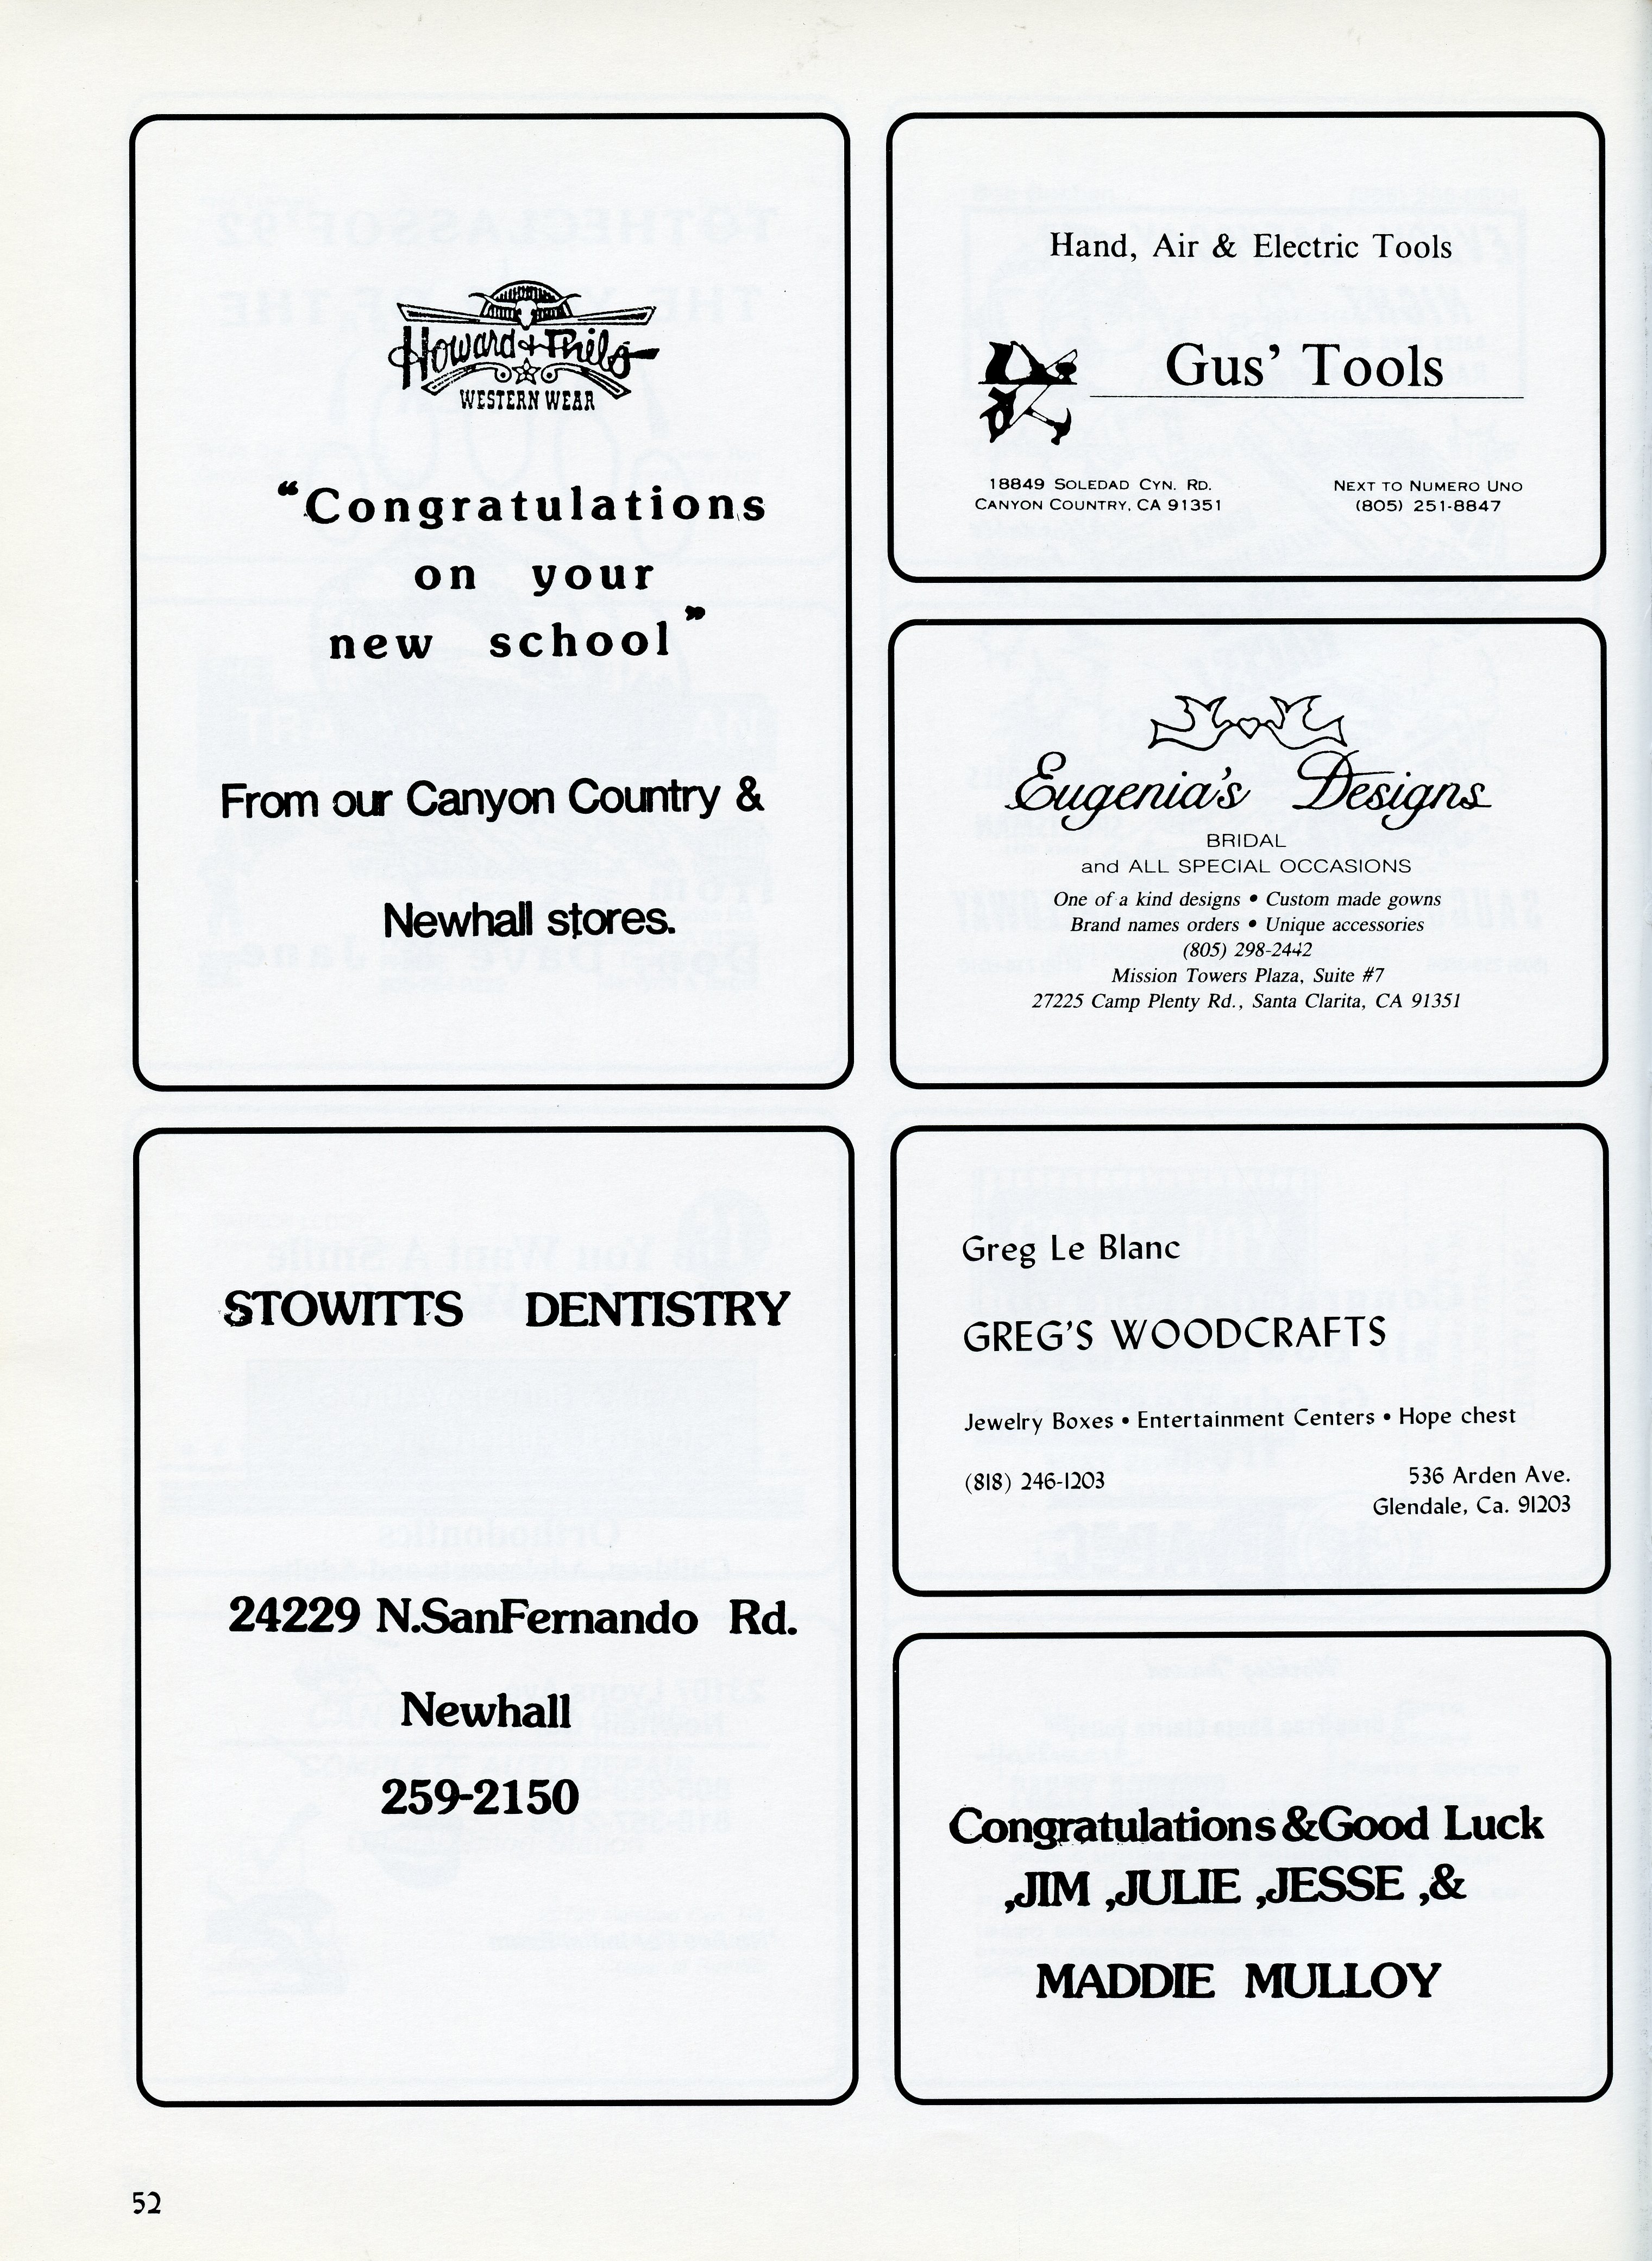 Howard & Phil's
WESTERN WEAR
“Congratulations
on your
new school”
From our Canyon Country &
Newhall stores.
Hand, Air & Electric Tools
Gus’ Tools
18849 SOLEDAD CYN. RD.
CANYON COUNTRY, CA 91351
NEXT TO NUMERO UNO
(805) 251-8847
Eugenia's Designs
BRIDAL
and ALL SPECIAL OCCASIONS
One of a kind designs • Custom made gowns
Brand names orders • Unique accessories
(805) 298-2442
Mission Towers Plaza, Suite #7
27225 Camp Plenty Rd., Santa Clarita, CA 91351
STOWITTS DENTISTRY
24229 N.SanFernando Rd.
Newhall
259-2150
Greg Le Blanc
GREG’S WOODCRAFTS
Jewelry Boxes • Entertainment Centers • Hope chest
(818) 246-1203
536 Arden Ave.
Glendale, Ca. 91203
Congratulations &Good Luck
,JIM ,JULIE ,JESSE ,&
MADDIE MULLOY
52